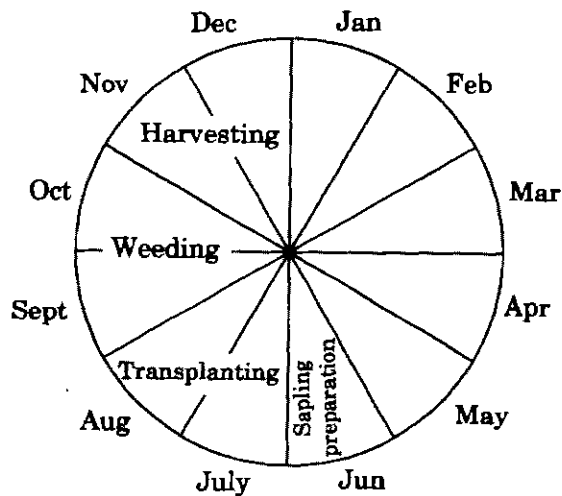 Dec
Jan
Nov
Feb
Harvesting
Oct
Mar
Weeding
Sept
Apr
Transplanting
Sapling
preparation
Aug
May
July
Jun